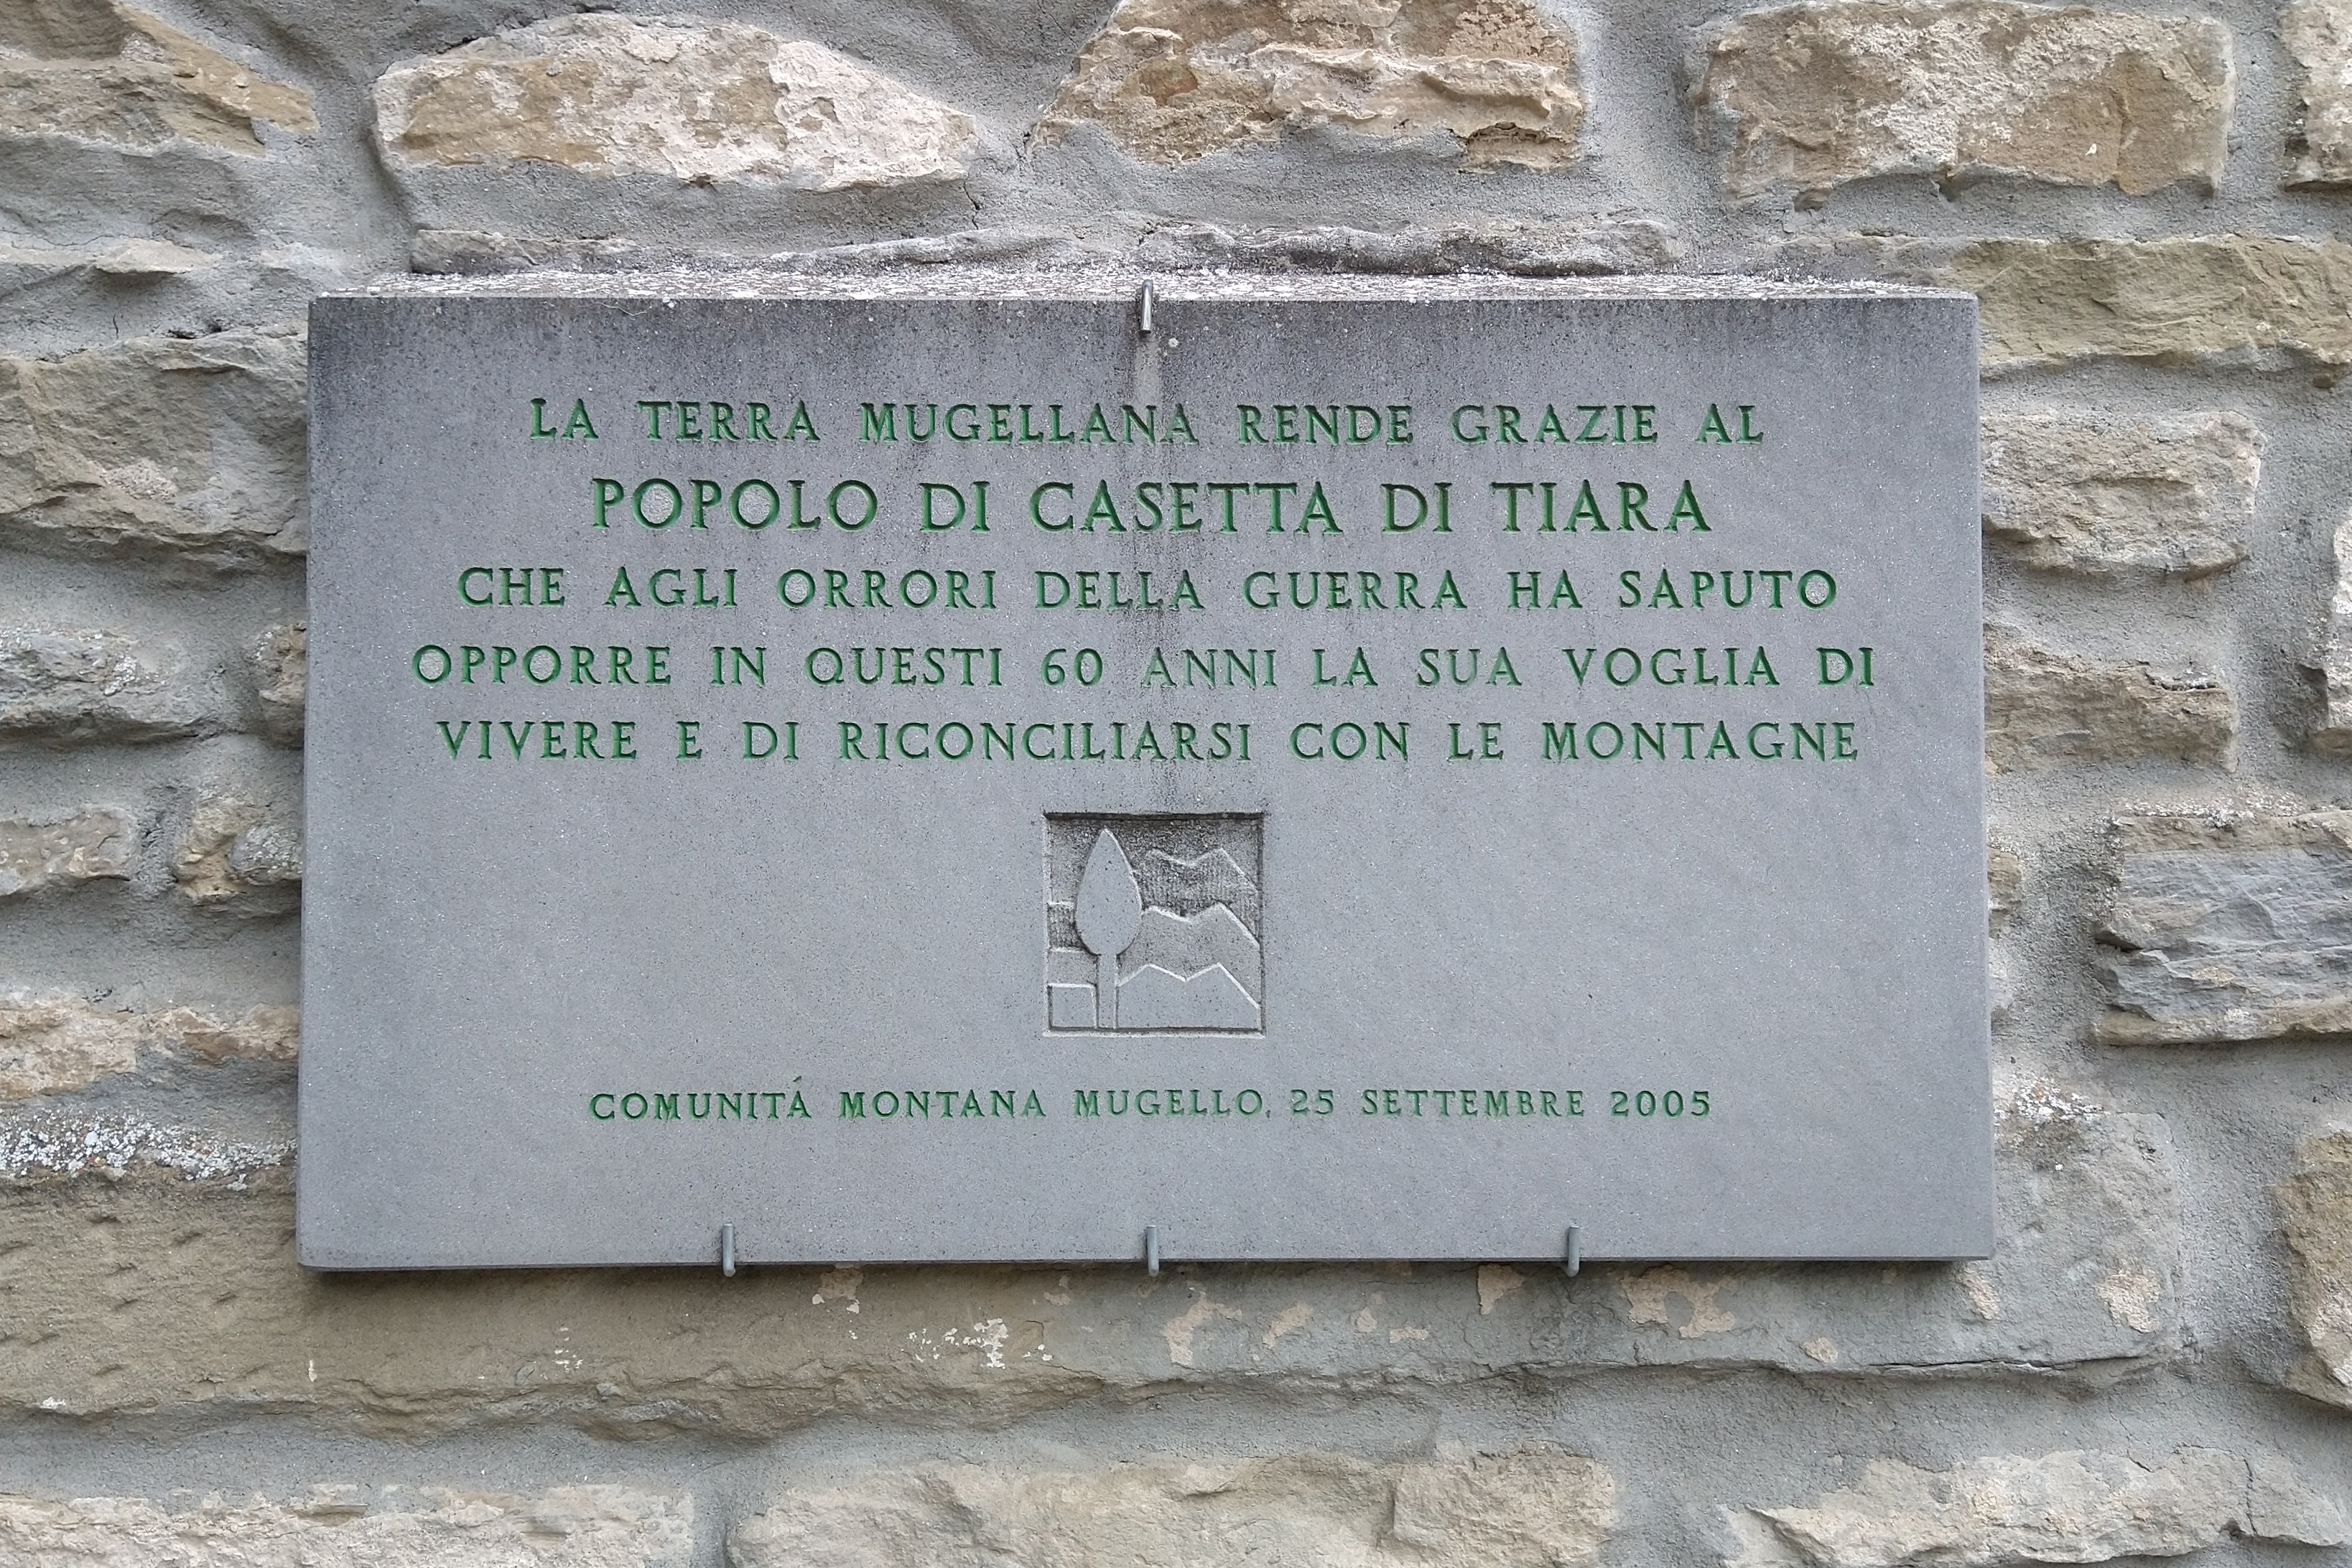 LA TERRA MUGELLANA RENDE GRAZIE AL
POPOLO DI CASETTA DI TIARA
CHE AGLI ORRORI DELLA GUERRA HA SAPUTO
OPPORRE IN QUESTI 60 ANNI LA SUA VOGLIA DI
VIVERE E DI RICONCILIARSI CON LE MONTAGNE
COMUNITÁ MONTANA MUGELLO, 25 SETTEMBRE 2005